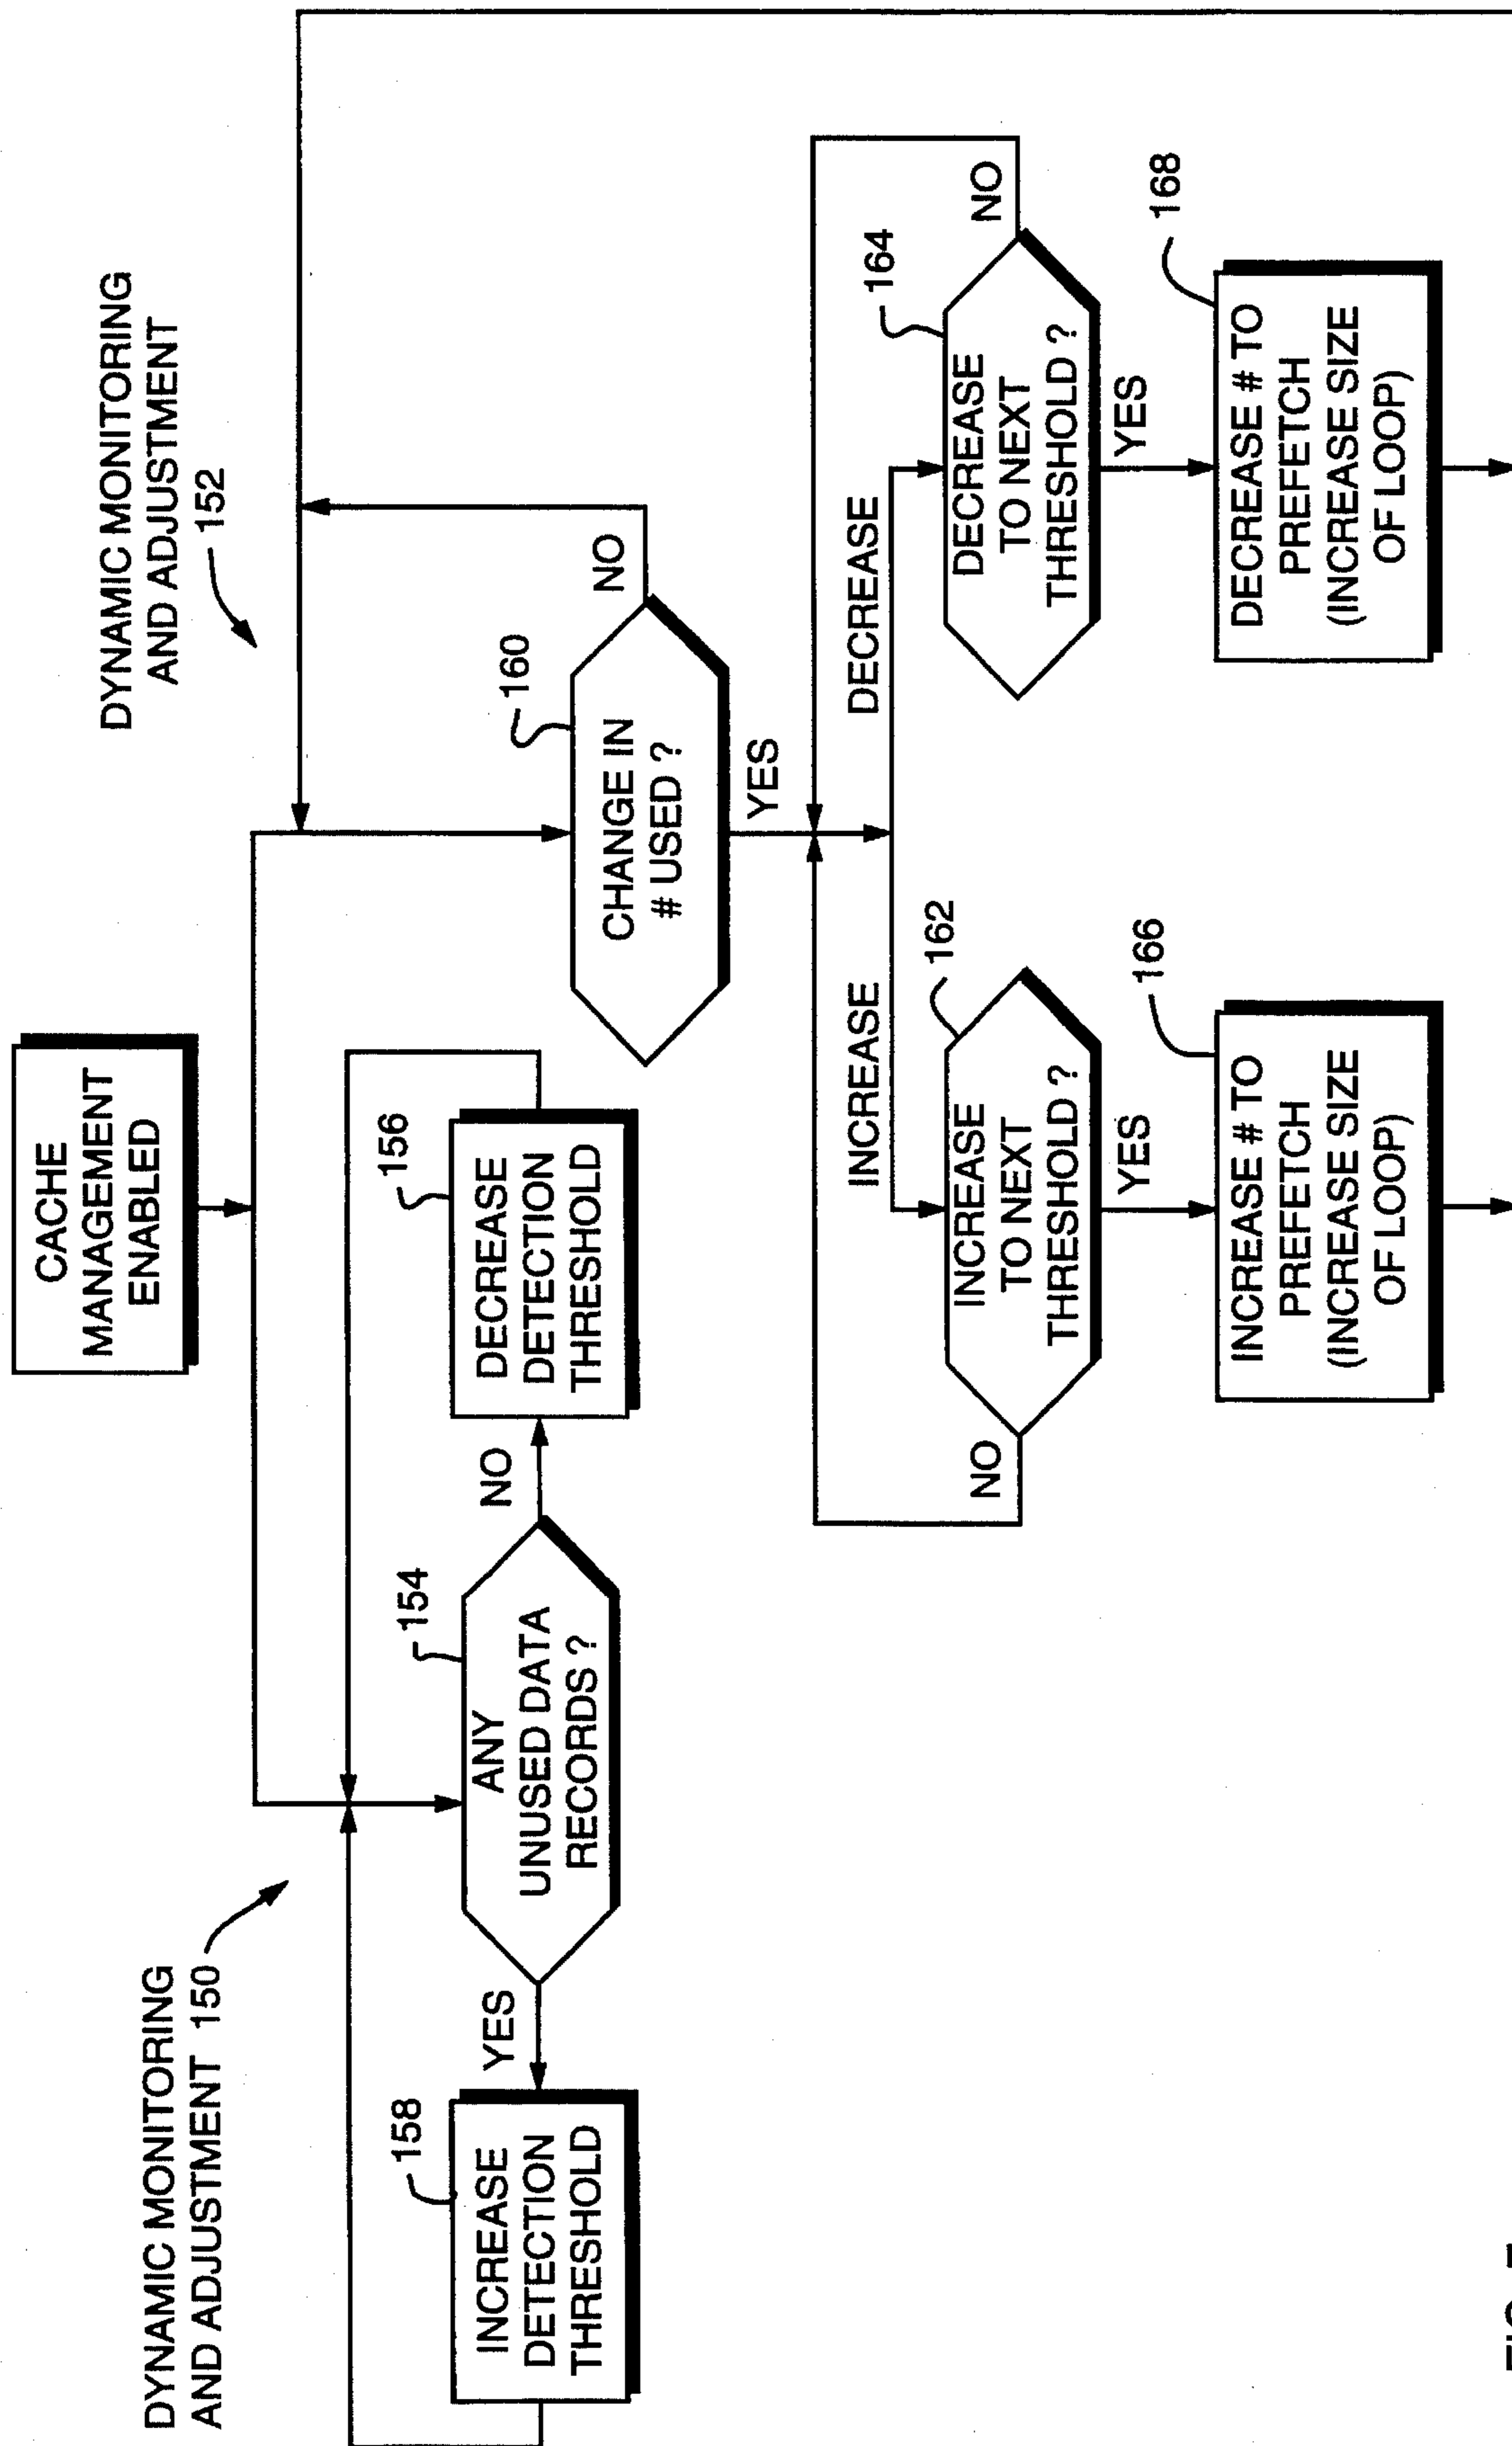 CACHE
MANAGEMENT
ENABLED
DYNAMIC MONITORING
AND ADJUSTMENT 150
DYNAMIC MONITORING
AND ADJUSTMENT
152
154
ANY
UNUSED DATA
RECORDS ?
YES
NO
158
INCREASE
DETECTION
THRESHOLD
156
DECREASE
DETECTION
THRESHOLD
160
CHANGE IN
# USED ?
NO
YES
INCREASE
DECREASE
162
INCREASE
TO NEXT
THRESHOLD ?
NO
YES
164
DECREASE
TO NEXT
THRESHOLD ?
NO
YES
166
INCREASE # TO
PREFETCH
(INCREASE SIZE
OF LOOP)
168
DECREASE # TO
PREFETCH
(INCREASE SIZE
OF LOOP)